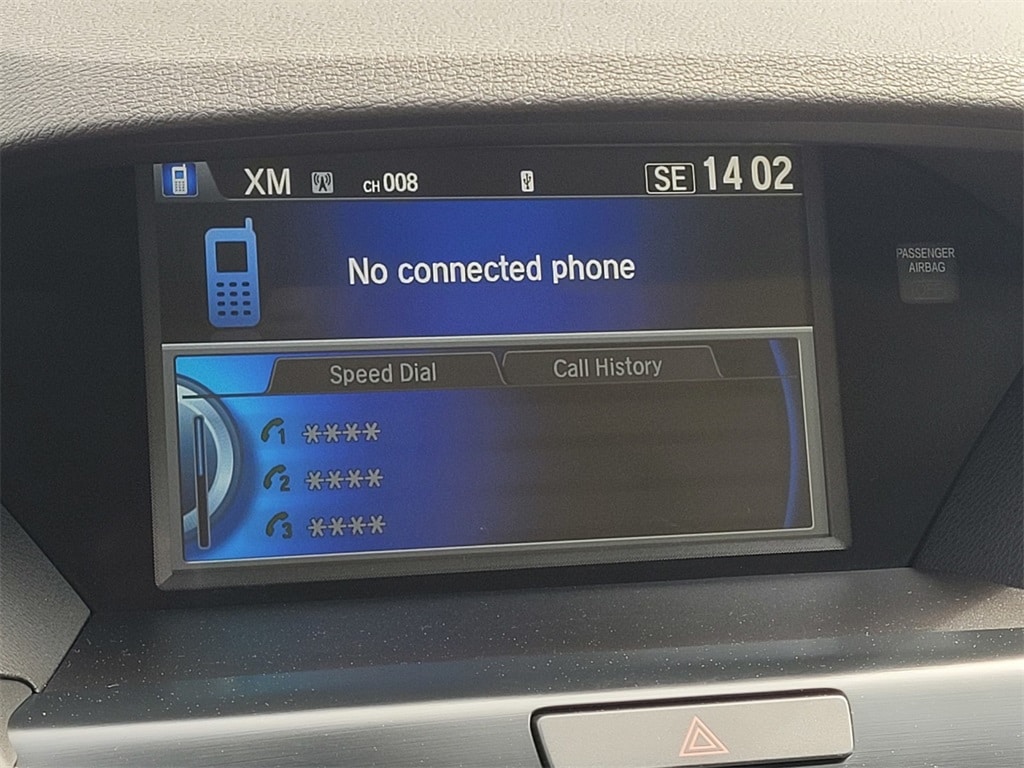 XM CH 008 SE 14 02
No connected phone
PASSENGER
AIRBAG
Speed Dial Call History
1 ****
2 ****
3 ****